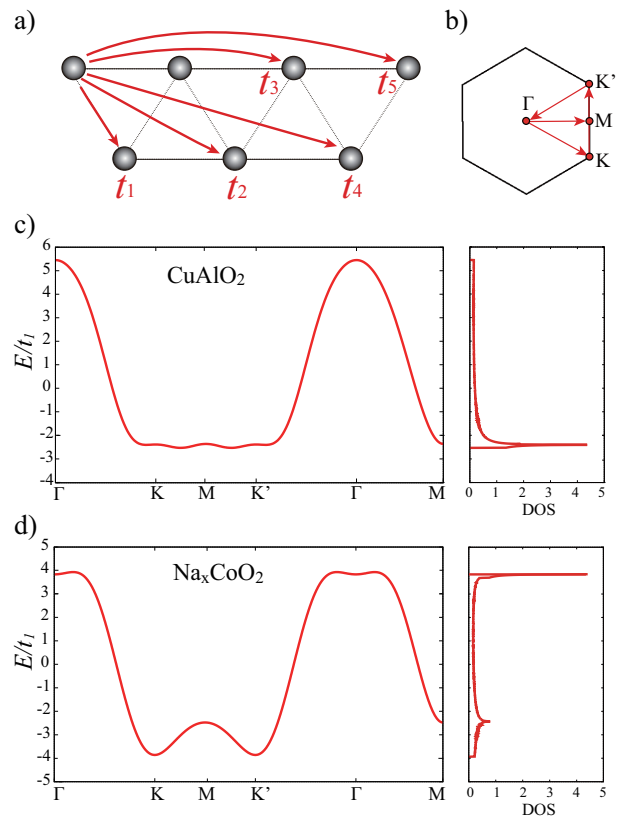 a)
b)
t3
t5
t1
t2
t4
K'
Γ
M
K
c)
CuAlO2
E/t1
6
5
4
3
2
1
0
-1
-2
-3
-4
Γ
K
M
K'
Γ
M
0
1
2
3
4
5
DOS
d)
NaxCoO2
E/t1
5
4
3
2
1
0
-1
-2
-3
-4
-5
Γ
K
M
K'
Γ
M
0
1
2
3
4
5
DOS